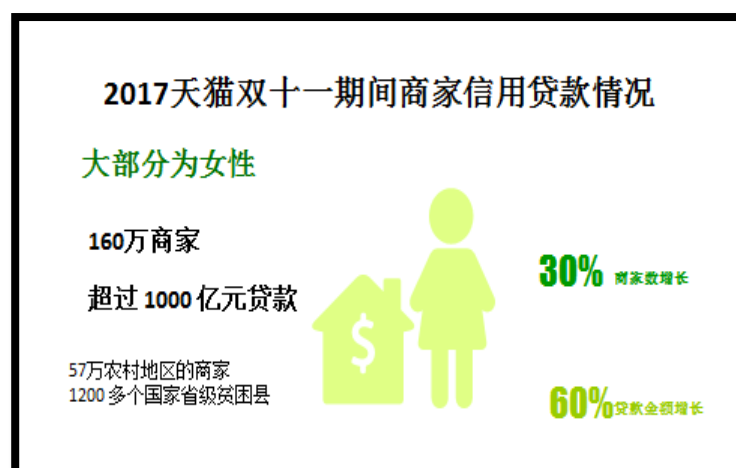 2017天猫双十一期间商家信用贷款情况
大部分为女性
160万商家
超过 1000 亿元贷款
57万农村地区的商家
1200 多个国家省级贫困县
$
30% 商家数增长
60%贷款金额增长